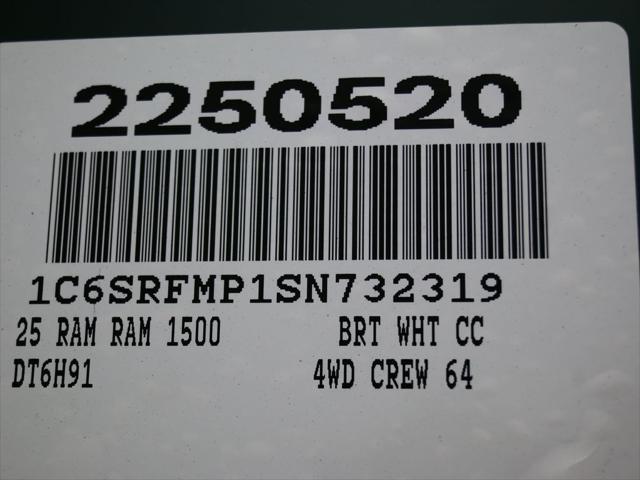 2250520
1C6SRFMP1SN732319
25 RAM RAM 1500 BRT WHT CC
DT6H91 4WD CREW 64